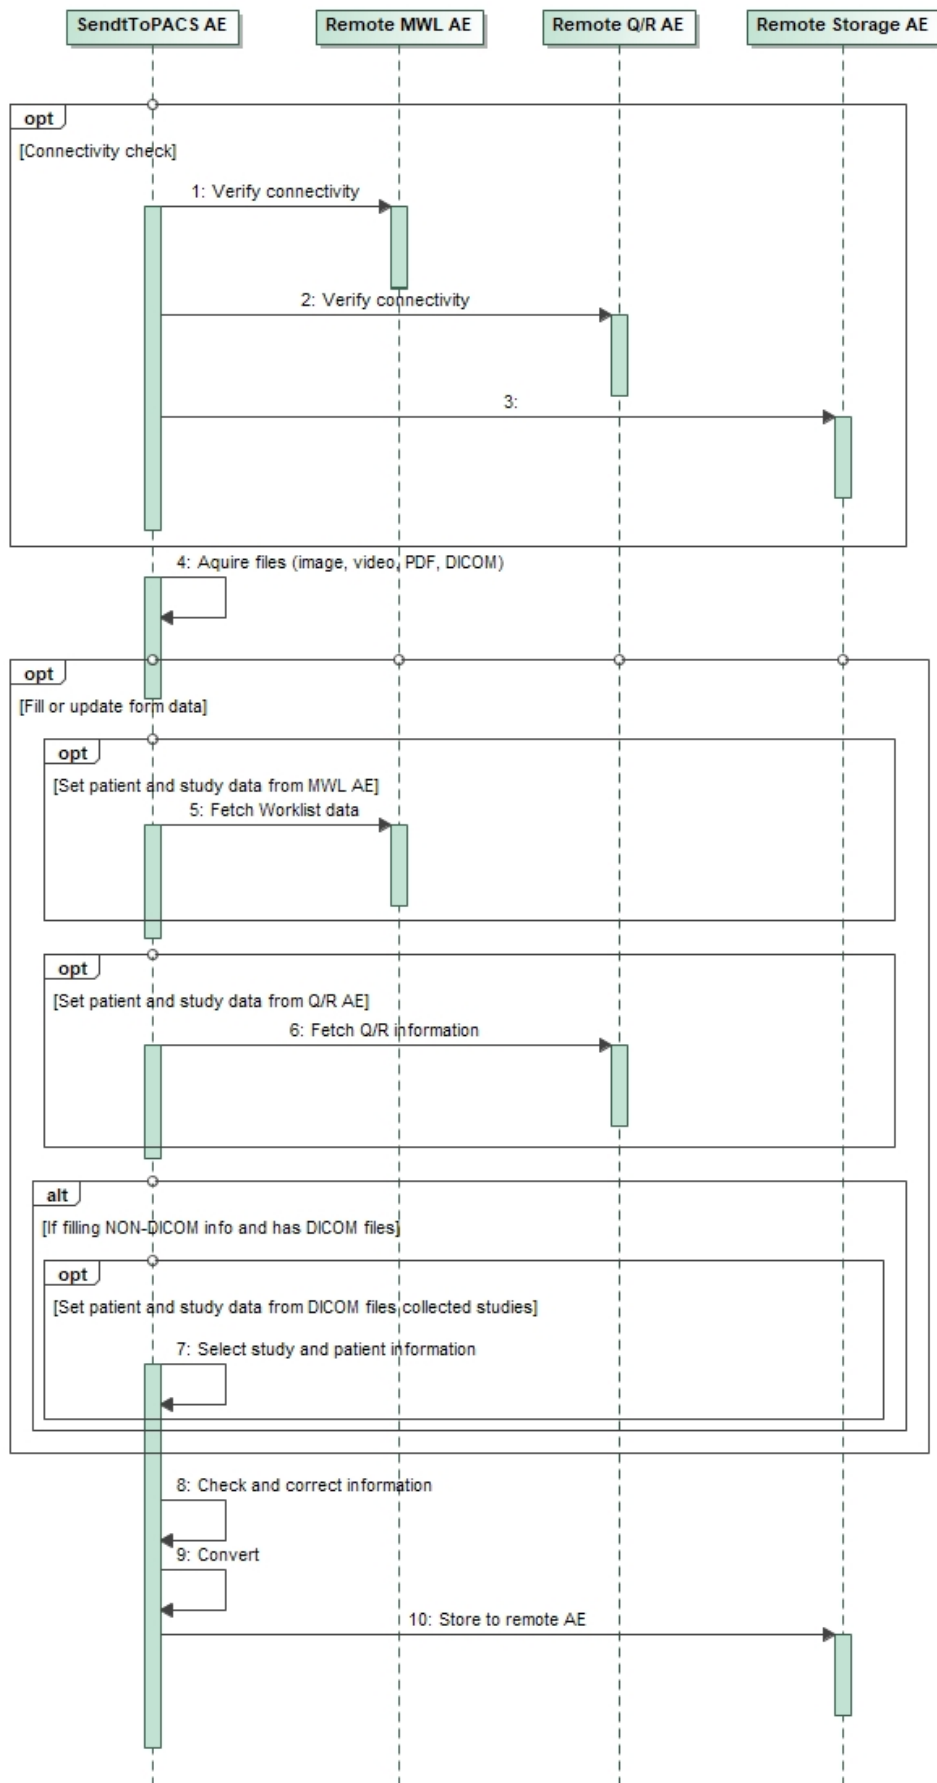 SendtToPACS AE
Remote MWL AE
Remote Q/R AE
Remote Storage AE
opt
[Connectivity check]
1: Verify connectivity
2: Verify connectivity
3:
4: Aquire files (image, video, PDF, DICOM)
opt
[Fill or update form data]
opt
[Set patient and study data from MWL AE]
5: Fetch Worklist data
opt
[Set patient and study data from Q/R AE]
6: Fetch Q/R information
alt
[If filling NON-DICOM info and has DICOM files]
opt
[Set patient and study data from DICOM files collected studies]
7: Select study and patient information
8: Check and correct information
9: Convert
10: Store to remote AE